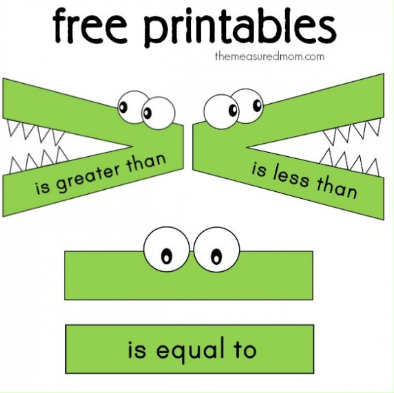 free printables
themeasuredmom.com
is greater than
is less than
is equal to